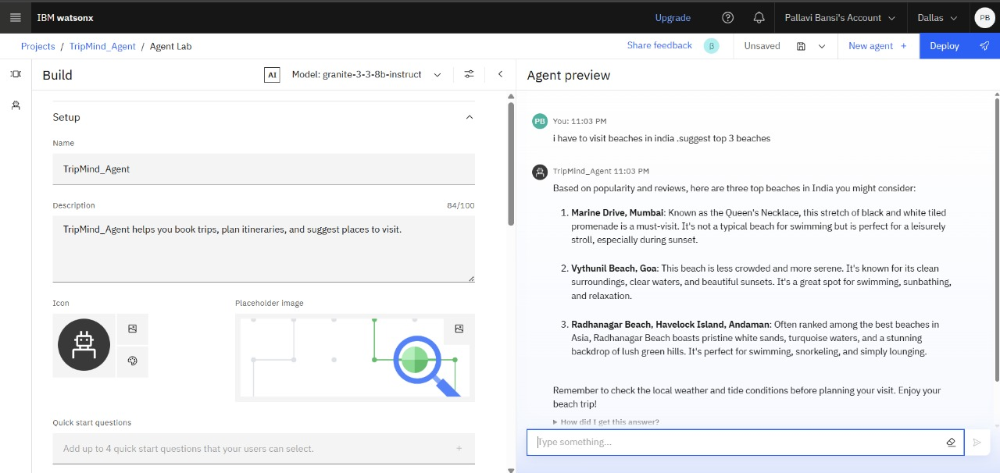 IBM watsonx
Upgrade
Pallavi Bansi's Account
Dallas
PB
Projects / TripMind_Agent / Agent Lab
Share feedback
β
Unsaved
New agent +
Deploy
Build
AI
Model: granite-3-3-8b-instruct
Agent preview
Setup
Name
TripMind_Agent
Description
84/100
TripMind_Agent helps you book trips, plan itineraries, and suggest places to visit.
Icon
Placeholder image
Quick start questions
Add up to 4 quick start questions that your users can select.
+
PB
You: 11:03 PM
i have to visit beaches in india .suggest top 3 beaches
TripMind_Agent 11:03 PM
Based on popularity and reviews, here are three top beaches in India you might consider:
1. Marine Drive, Mumbai: Known as the Queen's Necklace, this stretch of black and white tiled
promenade is a must-visit. It's not a typical beach for swimming but is perfect for a leisurely
stroll, especially during sunset.
2. Vythunil Beach, Goa: This beach is less crowded and more serene. It's known for its clean
surroundings, clear waters, and beautiful sunsets. It's a great spot for swimming, sunbathing,
and relaxation.
3. Radhanagar Beach, Havelock Island, Andaman: Often ranked among the best beaches in
Asia, Radhanagar Beach boasts pristine white sands, turquoise waters, and a stunning
backdrop of lush green hills. It's perfect for swimming, snorkeling, and simply lounging.
Remember to check the local weather and tide conditions before planning your visit. Enjoy your
beach trip!
How did I get this answer?
Type something...